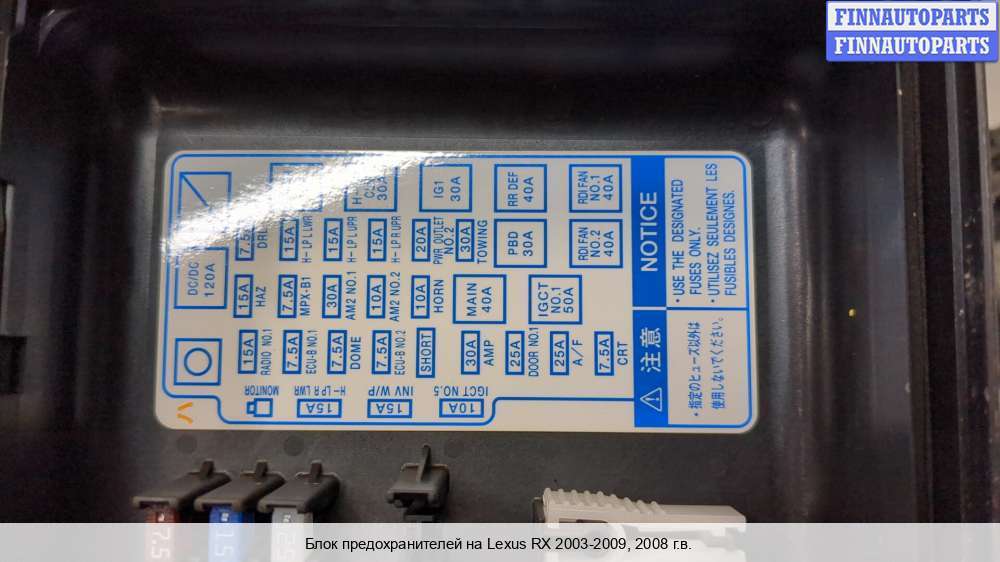 FINNAUTOPARTS
FINNAUTOPARTS
DC/DC
120A
30A
IG1
30A
RR DEF
40A
RDI FAN
NO.1
40A
7.5
15A
H-LP L LWR
15A
H-LP L UPR
15A
H-LP R UPR
20A
PWR OUTLET
NO.2
30A
TOWING
PBD
30A
RDI FAN
NO.2
40A
15A
HAZ
7.5A
MPX-B1
30A
AM2 NO.1
10A
AM2 NO.2
10A
HORN
MAIN
40A
IGCT
NO.1
50A
15A
RADIO NO.1
7.5A
ECU-B NO.1
7.5A
DOME
7.5A
ECU-B NO.2
SHORT
30A
AMP
25A
DOOR NO.1
25A
A/F
7.5A
CRT
MONITOR
H-LP R LWR
15A
INV W/P
15A
IGCT NO.5
10A
NOTICE
・USE THE DESIGNATED
FUSES ONLY.
・UTILISEZ SEULEMENT LES
FUSIBLES DESIGNES.
注意
・指定のヒューズ以外は
使用しないでください。
7.5
15
25
Блок предохранителей на Lexus RX 2003-2009, 2008 г.в.